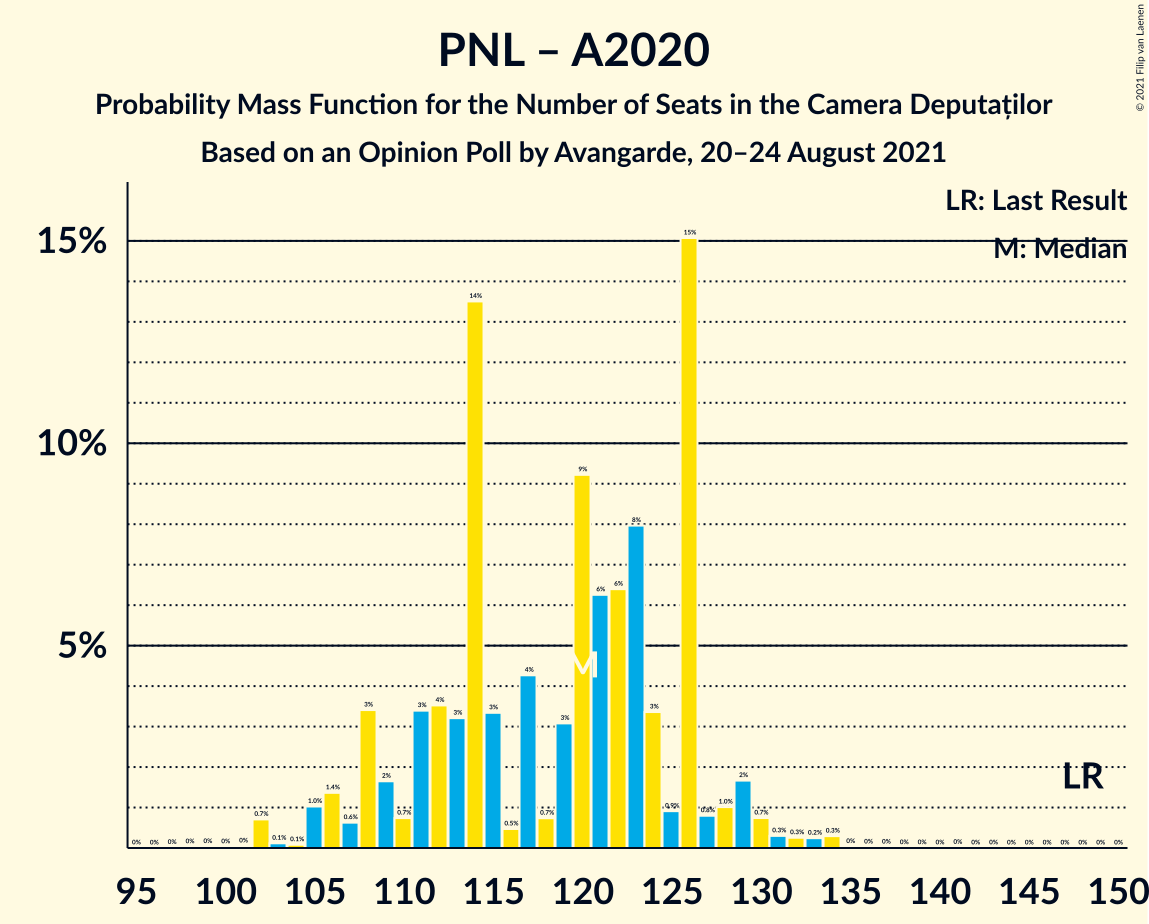 PNL – A2020
Probability Mass Function for the Number of Seats in the Camera Deputaților
Based on an Opinion Poll by Avangarde, 20–24 August 2021
© 2021 Filip van Laenen
LR: Last Result
M: Median
15%
10%
5%
0% 0% 0% 0% 0% 0% 0% 0.7% 0.1% 0.1% 1.0% 1.4% 0.6% 3% 2% 0.7% 3% 4% 3% 14% 3% 0.5% 4% 0.7% 3% 9% 6% 6% 8% 3% 0.9% 15% 0.8% 1.0% 2% 0.7% 0.3% 0.3% 0.2% 0.3% 0% 0% 0% 0% 0% 0% 0% 0% 0% 0% 0% 0% 0% 0% 0% 0%
M
LR
95 100 105 110 115 120 125 130 135 140 145 150